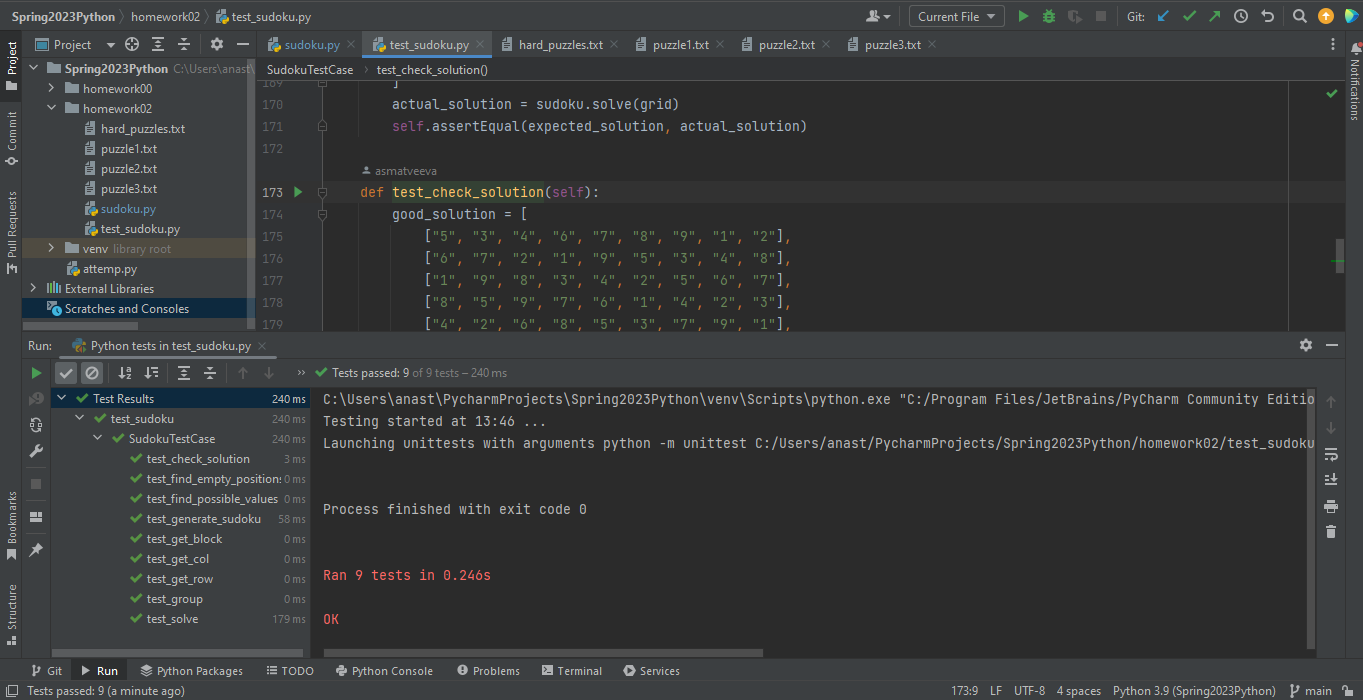 Spring2023Python homework02 test_sudoku.py Current File Git:
Project sudoku.py test_sudoku.py hard_puzzles.txt puzzle1.txt puzzle2.txt puzzle3.txt
Project
Commit
Pull Requests
Bookmarks
Structure
Notifications
Spring2023Python C:\Users\anast\
homework00
homework02
hard_puzzles.txt
puzzle1.txt
puzzle2.txt
puzzle3.txt
sudoku.py
test_sudoku.py
venv library root
attemp.py
External Libraries
Scratches and Consoles
SudokuTestCase test_check_solution()
169 ]
170 actual_solution = sudoku.solve(grid)
171 self.assertEqual(expected_solution, actual_solution)
172
asmatveeva
173 def test_check_solution(self):
174 good_solution = [
175 ["5", "3", "4", "6", "7", "8", "9", "1", "2"],
176 ["6", "7", "2", "1", "9", "5", "3", "4", "8"],
177 ["1", "9", "8", "3", "4", "2", "5", "6", "7"],
178 ["8", "5", "9", "7", "6", "1", "4", "2", "3"],
179 ["4", "2", "6", "8", "5", "3", "7", "9", "1"],
Run: Python tests in test_sudoku.py
Tests passed: 9 of 9 tests – 240 ms
Test Results 240 ms
test_sudoku 240 ms
SudokuTestCase 240 ms
test_check_solution 3 ms
test_find_empty_positions 0 ms
test_find_possible_values 0 ms
test_generate_sudoku 58 ms
test_get_block 0 ms
test_get_col 0 ms
test_get_row 0 ms
test_group 0 ms
test_solve 179 ms
C:\Users\anast\PycharmProjects\Spring2023Python\venv\Scripts\python.exe "C:/Program Files/JetBrains/PyCharm Community Editio
Testing started at 13:46 ...
Launching unittests with arguments python -m unittest C:/Users/anast/PycharmProjects/Spring2023Python/homework02/test_sudoku
Process finished with exit code 0
Ran 9 tests in 0.246s
OK
Git Run Python Packages TODO Python Console Problems Terminal Services
Tests passed: 9 (a minute ago) 173:9 LF UTF-8 4 spaces Python 3.9 (Spring2023Python) main